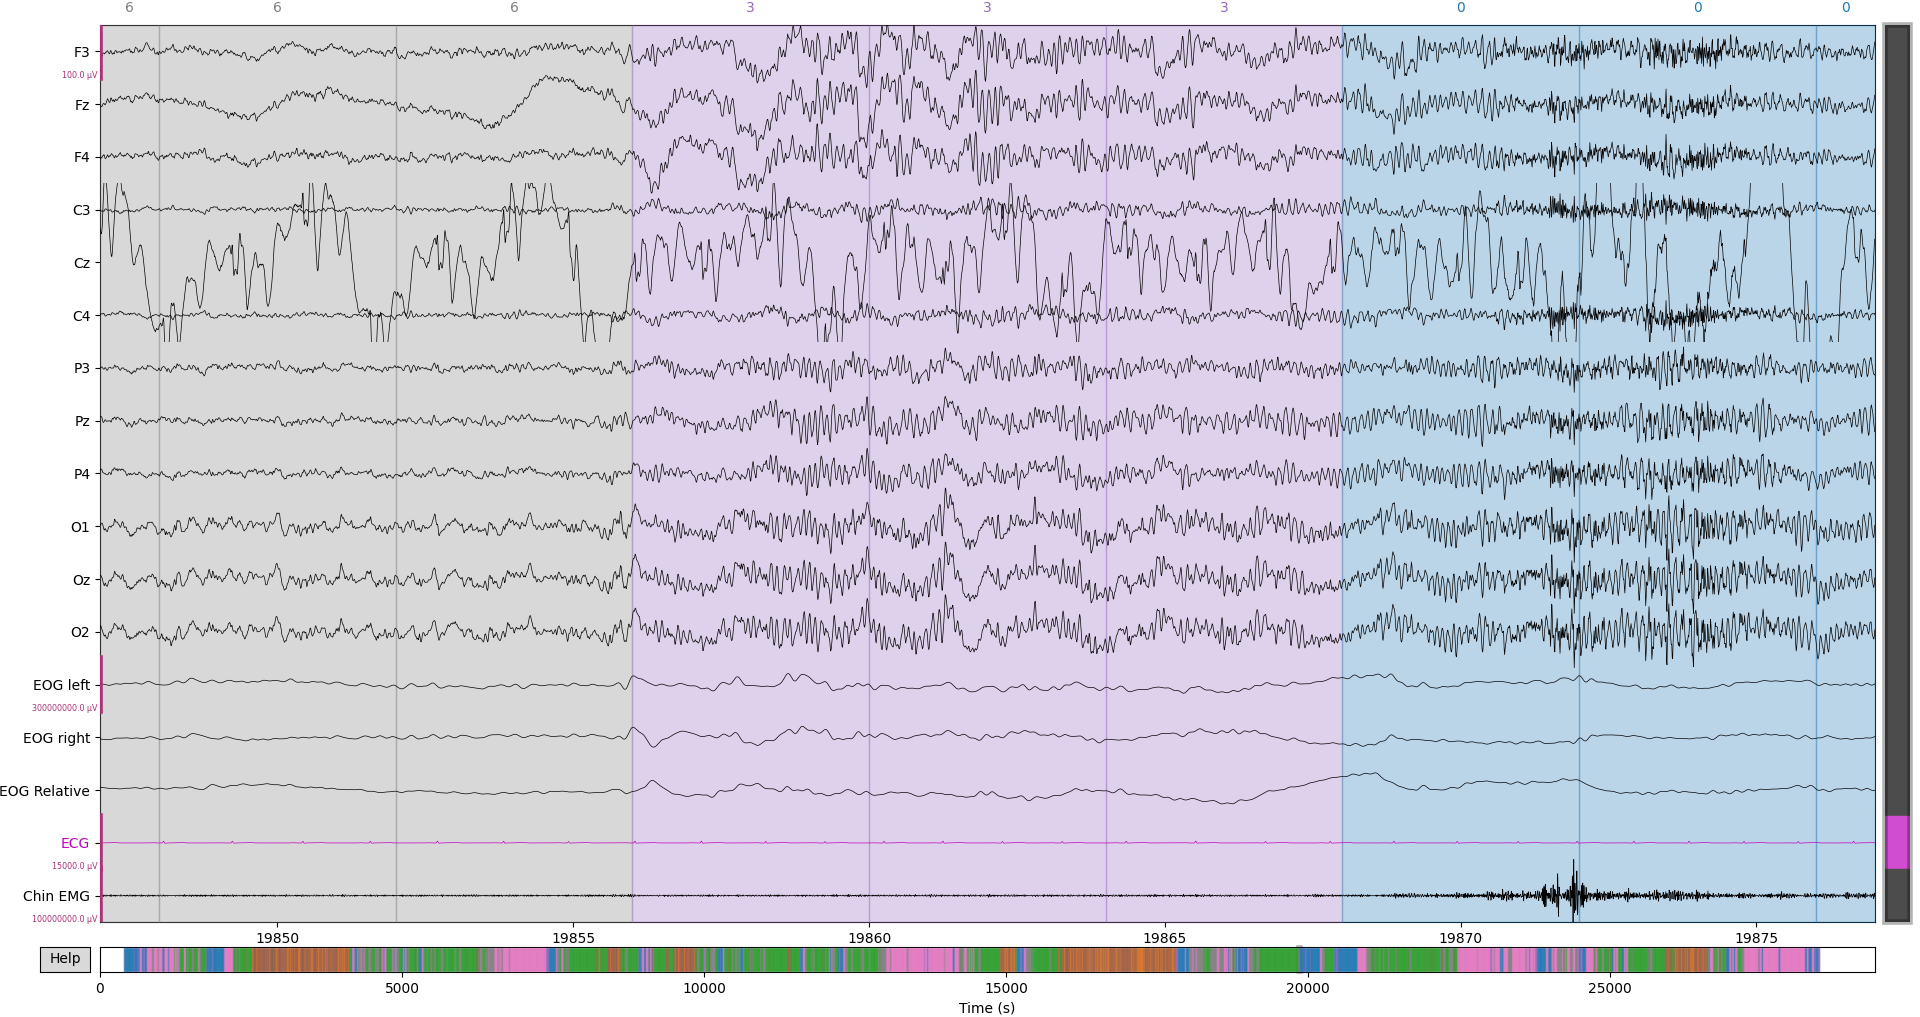 6 6 6 3 3 3 0 0 0
F3
100.0 µV
Fz
F4
C3
Cz
C4
P3
Pz
P4
O1
Oz
O2
EOG left
300000000.0 µV
EOG right
EOG Relative
ECG
15000.0 µV
Chin EMG
100000000.0 µV
19850 19855 19860 19865 19870 19875
Help
0 5000 10000 15000 20000 25000
Time (s)